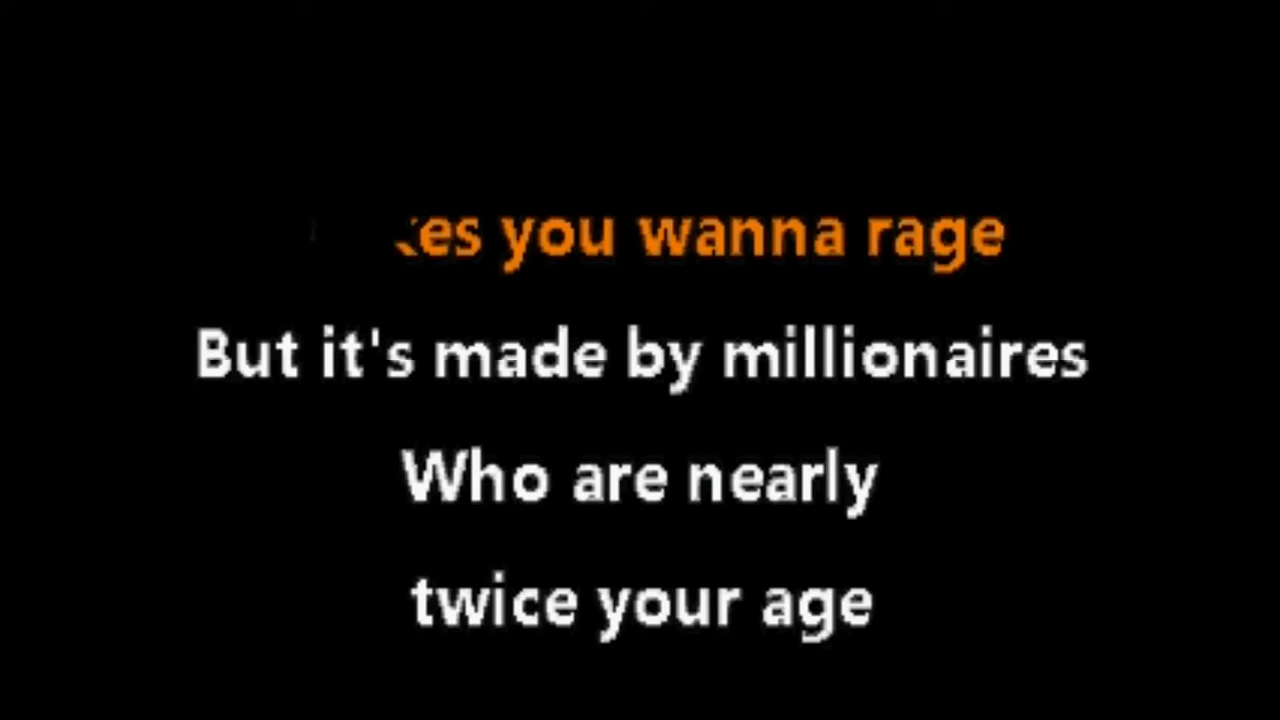 you wanna rage
But it's made by millionaires
Who are nearly
twice your age